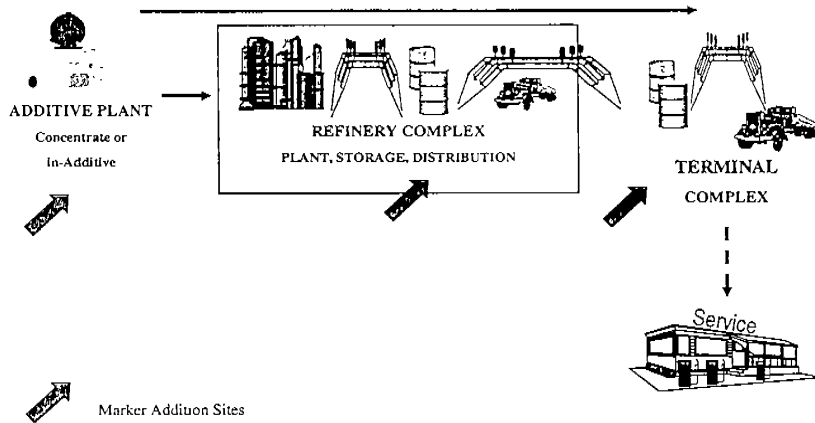 ADDITIVE PLANT
Concentrate or
in-Additive
REFINERY COMPLEX
PLANT, STORAGE, DISTRIBUTION
TERMINAL
COMPLEX
Service
Marker Addition Sites